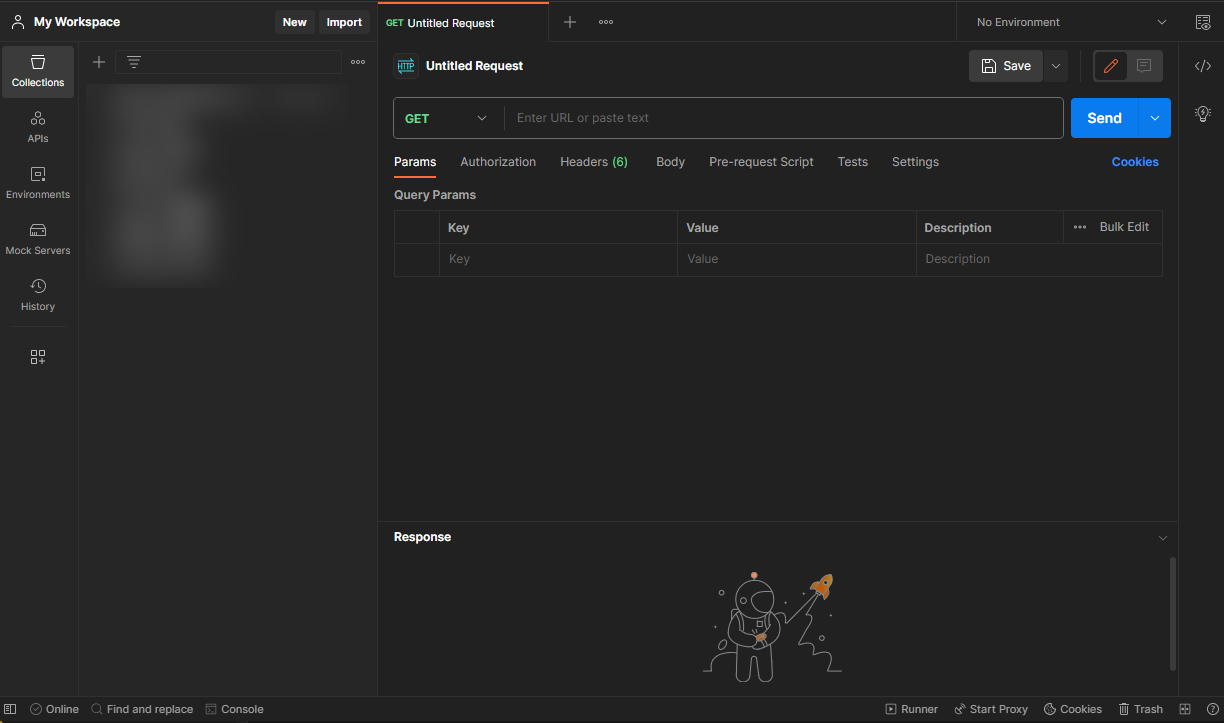 My Workspace
New
Import
GET Untitled Request
No Environment
Collections
APIs
Environments
Mock Servers
History
HTTP
Untitled Request
Save
GET
Enter URL or paste text
Send
Params
Authorization
Headers (6)
Body
Pre-request Script
Tests
Settings
Cookies
Query Params
Key
Value
Description
Bulk Edit
Key
Value
Description
Response
Online
Find and replace
Console
Runner
Start Proxy
Cookies
Trash